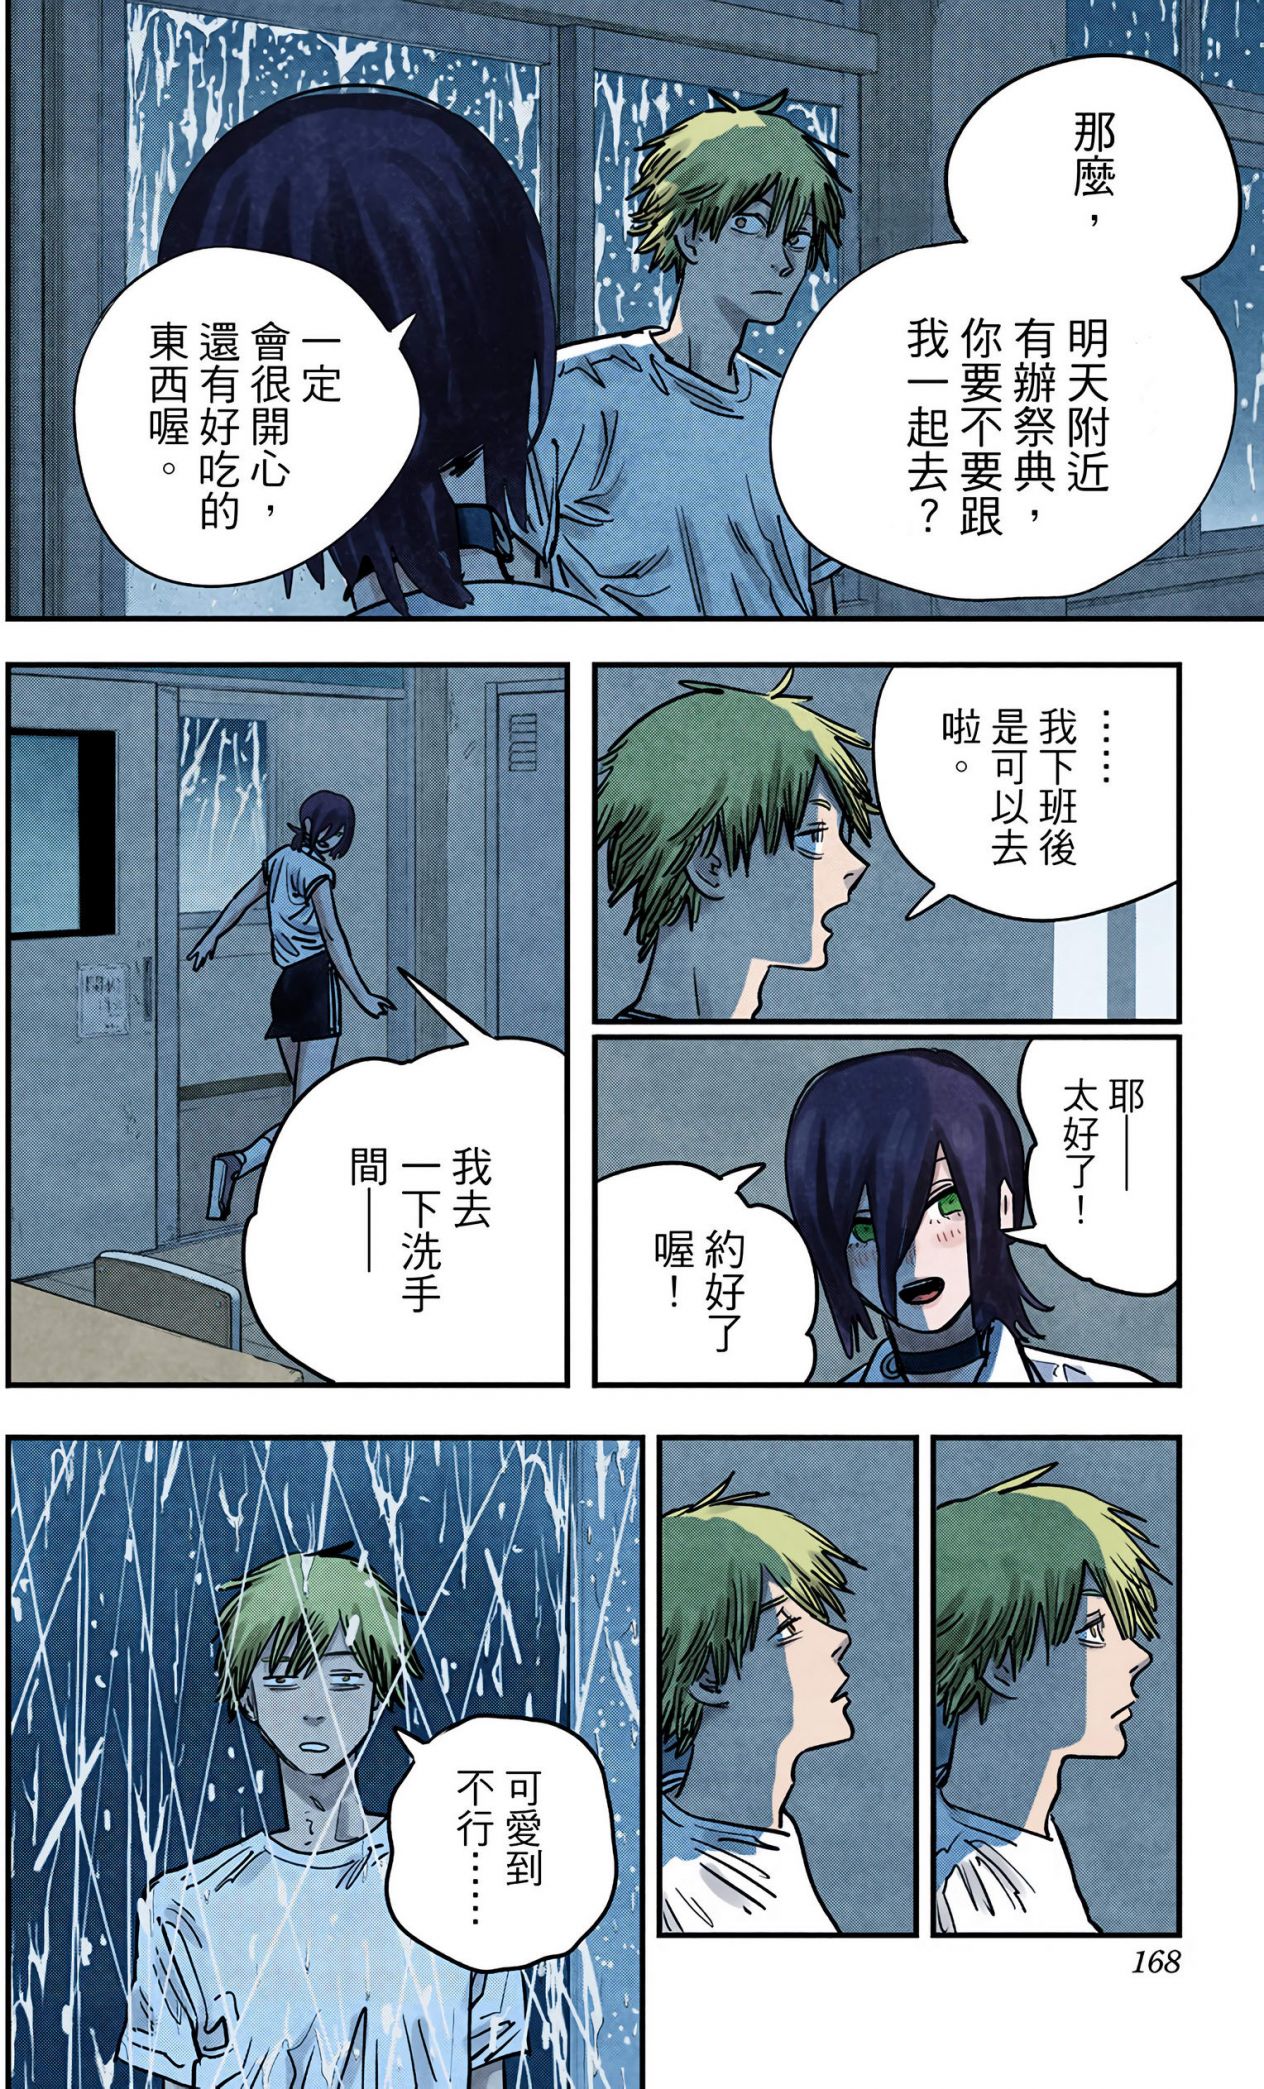 那麼，
明天附近
有辦祭典，
你要不要跟
我一起去？
一定
會很開心，
還有好吃的
東西喔。
……
我下班後
是可以去
啦。
耶——
太好了！
約好了
喔！
我去
一下洗手
間——
可愛到
不行……
168